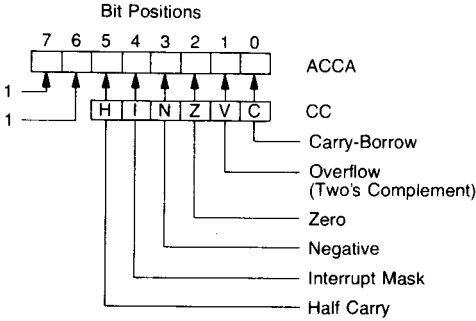 Bit Positions
7 6 5 4 3 2 1 0
ACCA
1
1
H I N Z V C
CC
Carry-Borrow
Overflow
(Two's Complement)
Zero
Negative
Interrupt Mask
Half Carry